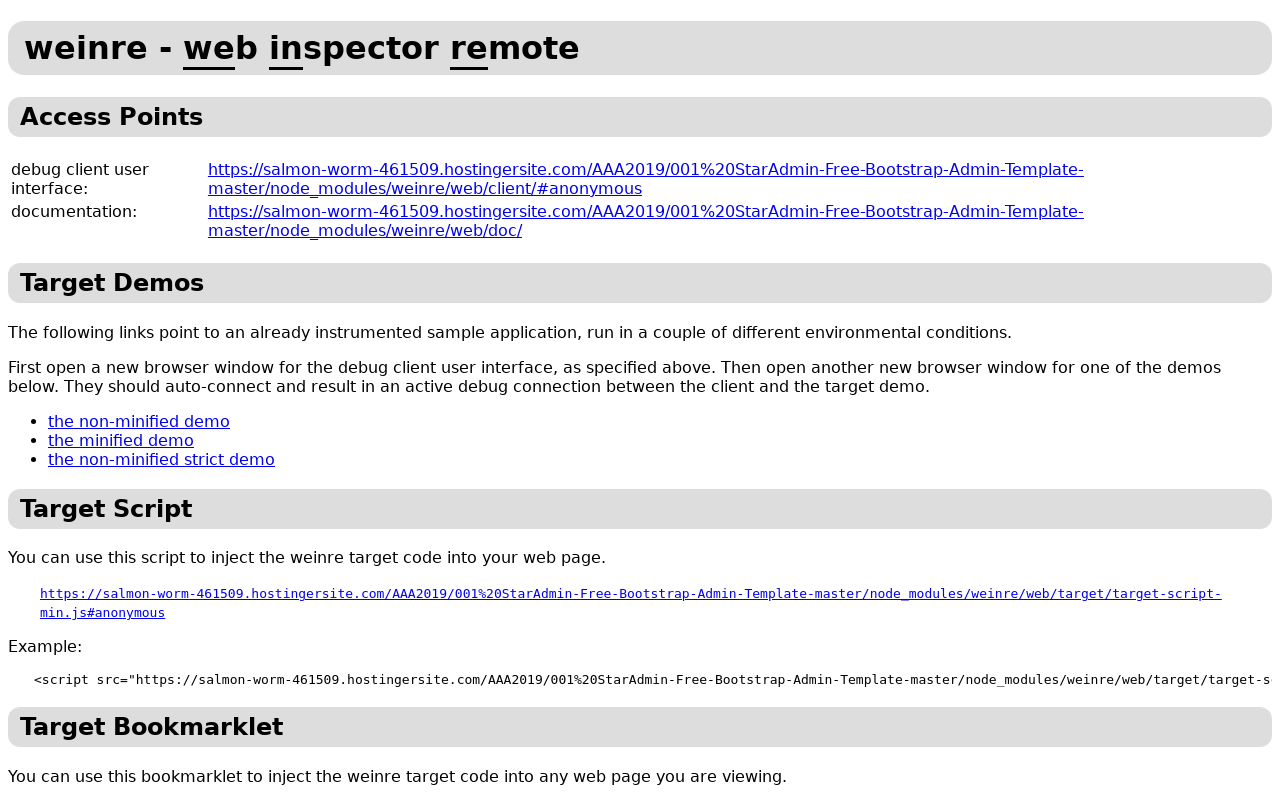 weinre - web inspector remote
Access Points
debug client user interface:
https://salmon-worm-461509.hostingersite.com/AAA2019/001%20StarAdmin-Free-Bootstrap-Admin-Template-
master/node_modules/weinre/web/client/#anonymous
documentation:
https://salmon-worm-461509.hostingersite.com/AAA2019/001%20StarAdmin-Free-Bootstrap-Admin-Template-
master/node_modules/weinre/web/doc/
Target Demos
The following links point to an already instrumented sample application, run in a couple of different environmental conditions.
First open a new browser window for the debug client user interface, as specified above. Then open another new browser window for one of the demos
below. They should auto-connect and result in an active debug connection between the client and the target demo.
• the non-minified demo
• the minified demo
• the non-minified strict demo
Target Script
You can use this script to inject the weinre target code into your web page.
https://salmon-worm-461509.hostingersite.com/AAA2019/001%20StarAdmin-Free-Bootstrap-Admin-Template-master/node_modules/weinre/web/target/target-script-
min.js#anonymous
Example:
<script src="https://salmon-worm-461509.hostingersite.com/AAA2019/001%20StarAdmin-Free-Bootstrap-Admin-Template-master/node_modules/weinre/web/target/target-s
Target Bookmarklet
You can use this bookmarklet to inject the weinre target code into any web page you are viewing.